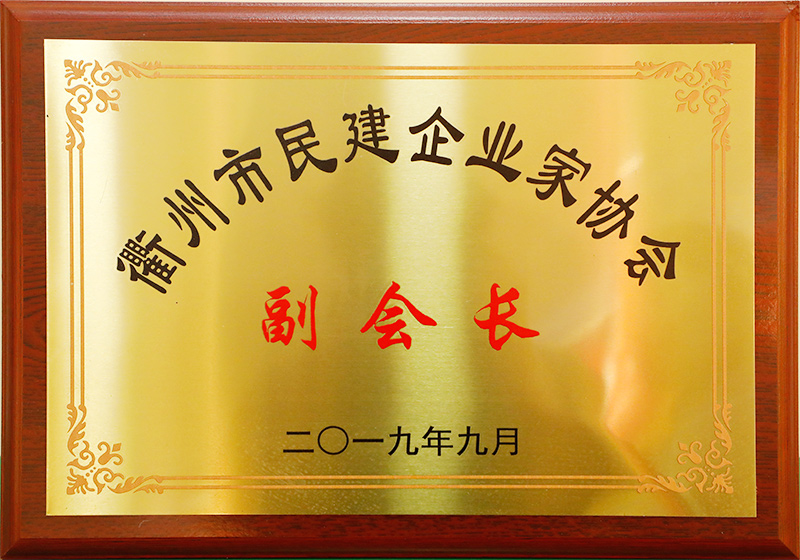 衢州市民建企业家协会
副会长
二〇一九年九月